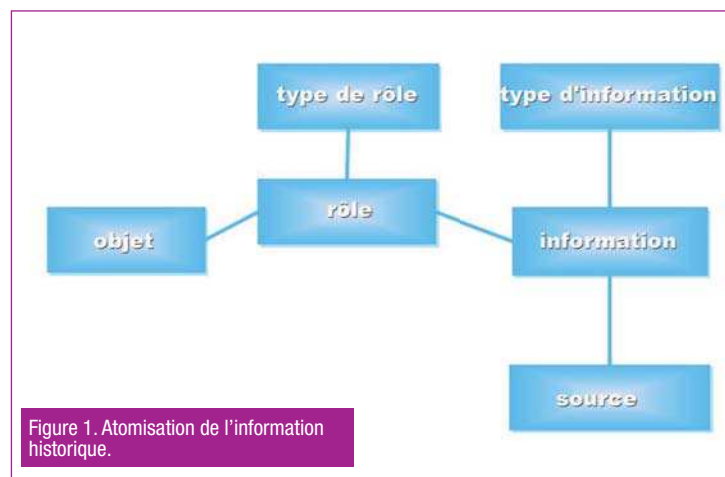 type de rôle
type d'information
rôle
objet
information
source
Figure 1. Atomisation de l'information
historique.